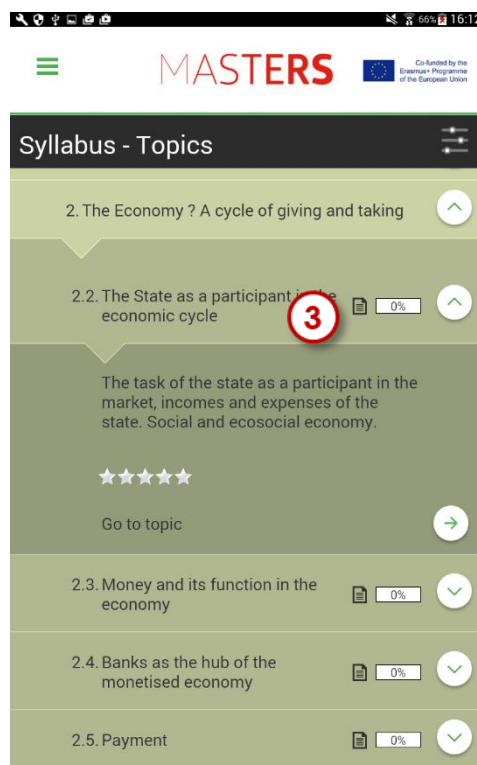 66% 16:12
MASTERS
Co-funded by the
Erasmus+ Programme
of the European Union
Syllabus - Topics
2. The Economy ? A cycle of giving and taking
2.2. The State as a participant in the
economic cycle
0%
3
The task of the state as a participant in the
market, incomes and expenses of the
state. Social and ecosocial economy.
Go to topic
2.3. Money and its function in the
economy
0%
2.4. Banks as the hub of the
monetised economy
0%
2.5. Payment
0%